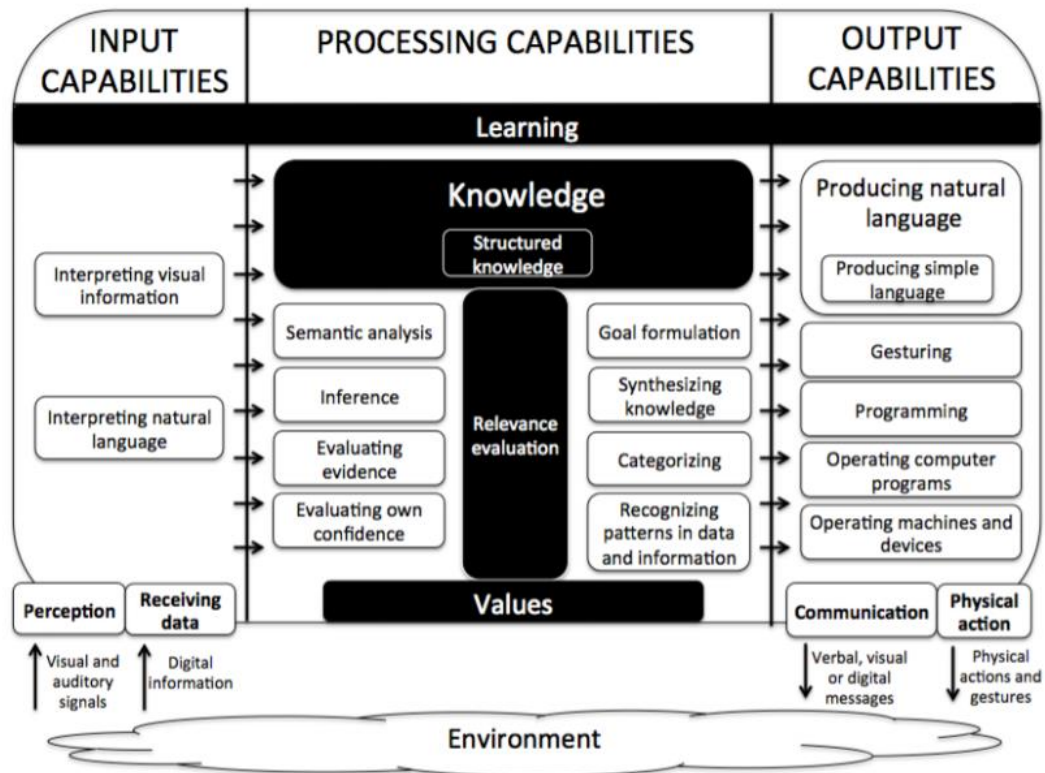 INPUT
CAPABILITIES
PROCESSING CAPABILITIES
OUTPUT
CAPABILITIES
Learning
Interpreting visual
information
Interpreting natural
language
Knowledge
Structured
knowledge
Semantic analysis
Inference
Evaluating
evidence
Evaluating own
confidence
Relevance
evaluation
Goal formulation
Synthesizing
knowledge
Categorizing
Recognizing
patterns in data
and information
Values
Producing natural
language
Producing simple
language
Gesturing
Programming
Operating computer
programs
Operating machines and
devices
Perception
Receiving
data
Communication
Physical
action
Visual and
auditory
signals
Digital
information
Verbal, visual
or digital
messages
Physical
actions and
gestures
Environment